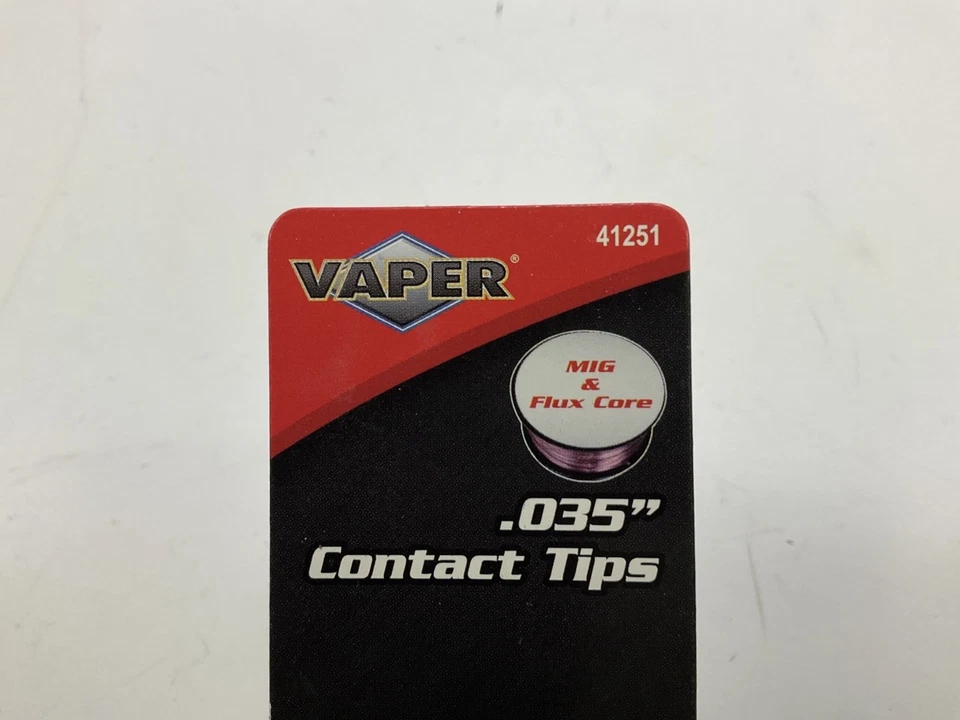 VAPER®
41251
MIG
&
Flux Core
.035”
Contact Tips